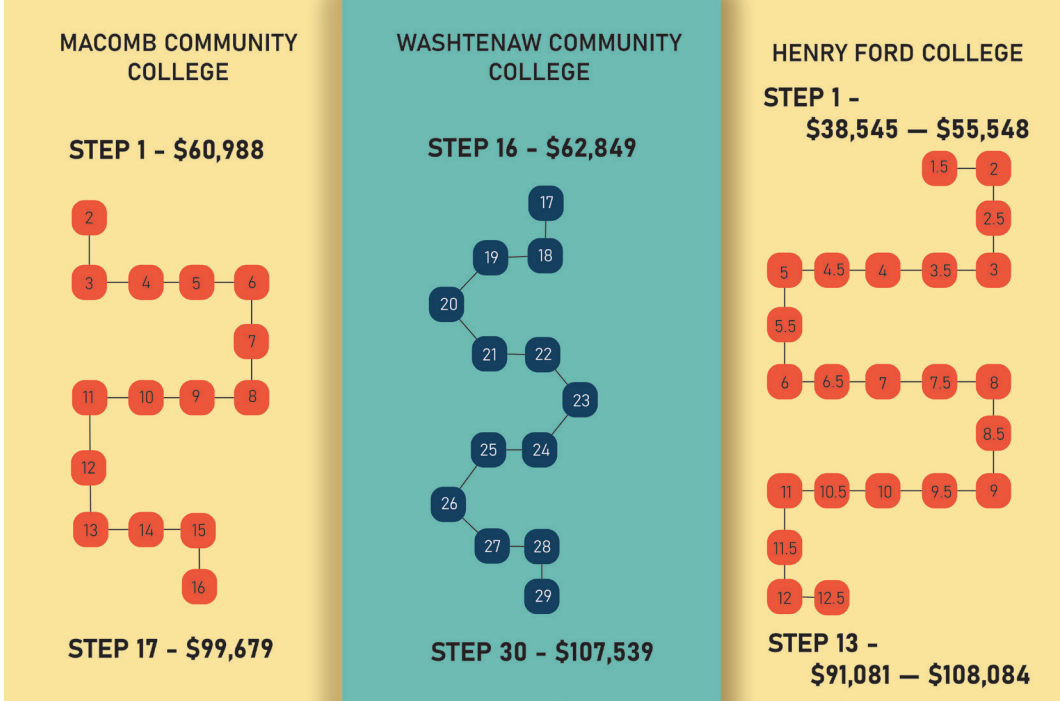 MACOMB COMMUNITY
COLLEGE
STEP 1 - $60,988
2
3 4 5 6
7
11 10 9 8
12
13 14 15
16
STEP 17 - $99,679
WASHTENAW COMMUNITY
COLLEGE
STEP 16 - $62,849
17
19 18
20
21 22
23
25 24
26
27 28
29
STEP 30 - $107,539
HENRY FORD COLLEGE
STEP 1 -
$38,545 — $55,548
1.5 2
2.5
5 4.5 4 3.5 3
5.5
6 6.5 7 7.5 8
8.5
11 10.5 10 9.5 9
11.5
12 12.5
STEP 13 -
$91,081 — $108,084